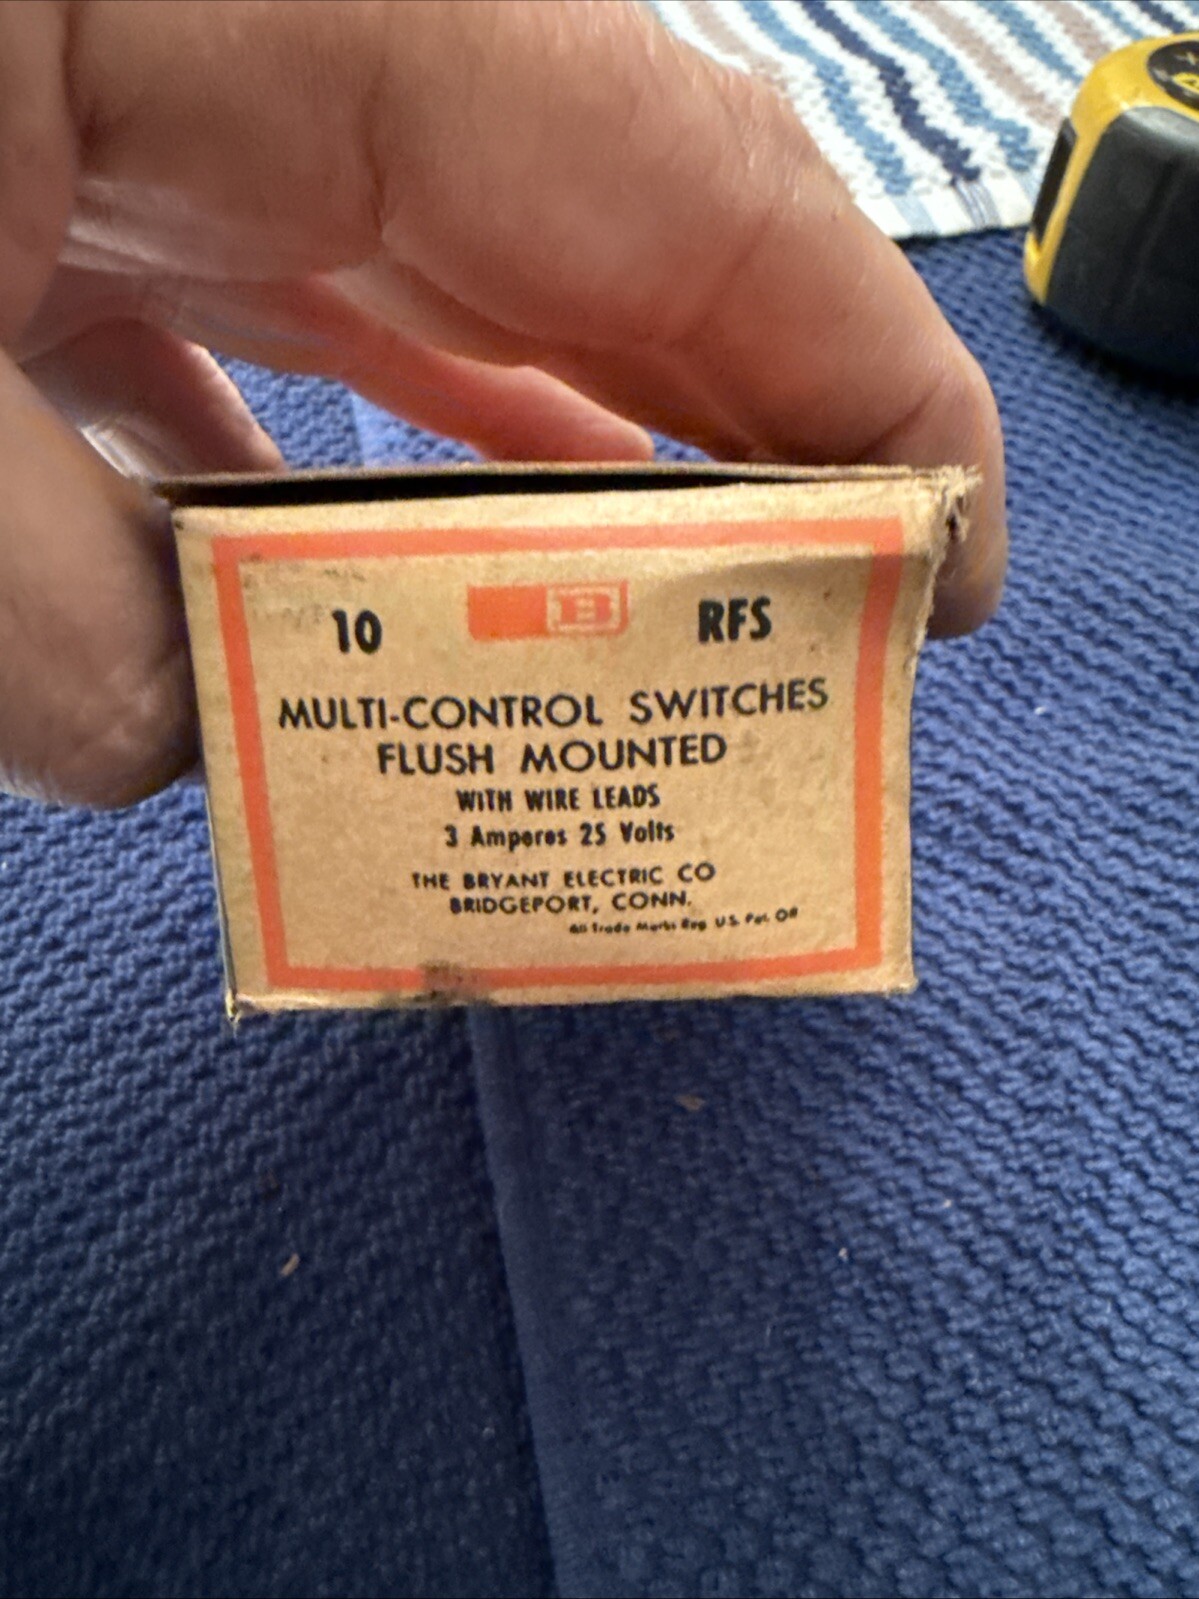 10 B RFS
MULTI-CONTROL SWITCHES
FLUSH MOUNTED
WITH WIRE LEADS
3 Amperes 25 Volts
THE BRYANT ELECTRIC CO
BRIDGEPORT, CONN.
All Trade Marks Reg. U.S. Pat. Off